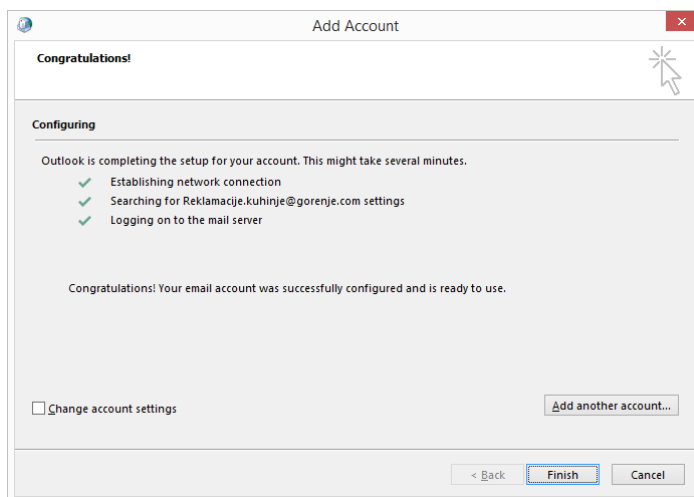 Add Account
Congratulations!
Configuring
Outlook is completing the setup for your account. This might take several minutes.
Establishing network connection
Searching for Reklamacije.kuhinje@gorenje.com settings
Logging on to the mail server
Congratulations! Your email account was successfully configured and is ready to use.
Change account settings
Add another account...
< Back
Finish
Cancel